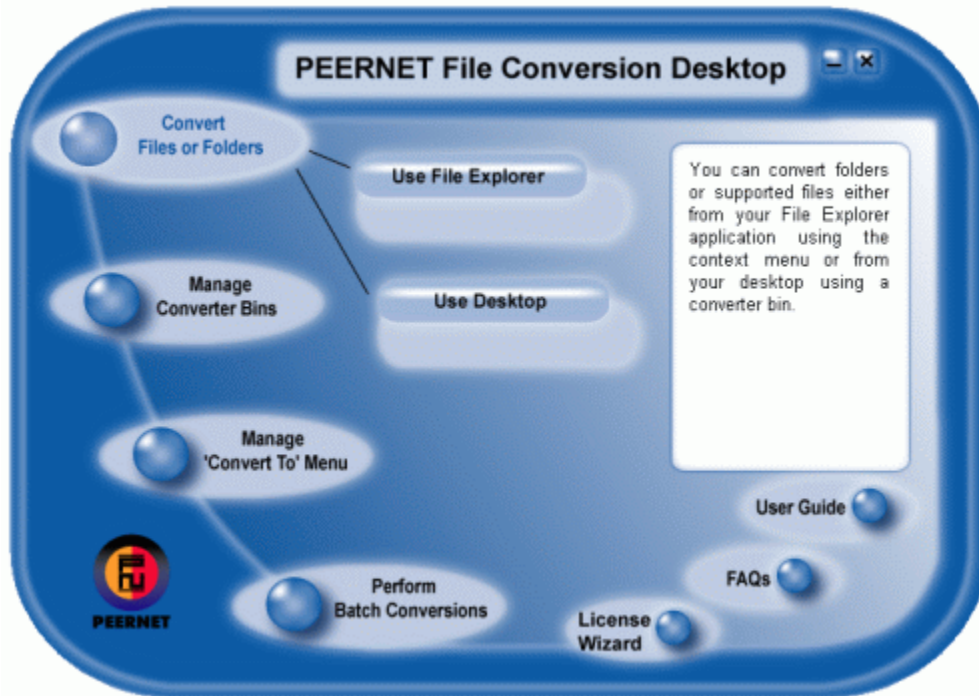 PEERNET File Conversion Desktop
Convert
Files or Folders
Use File Explorer
Use Desktop
You can convert folders
or supported files either
from your File Explorer
application using the
context menu or from
your desktop using a
converter bin.
Manage
Converter Bins
Manage
'Convert To' Menu
Perform
Batch Conversions
User Guide
FAQs
License
Wizard
PEERNET